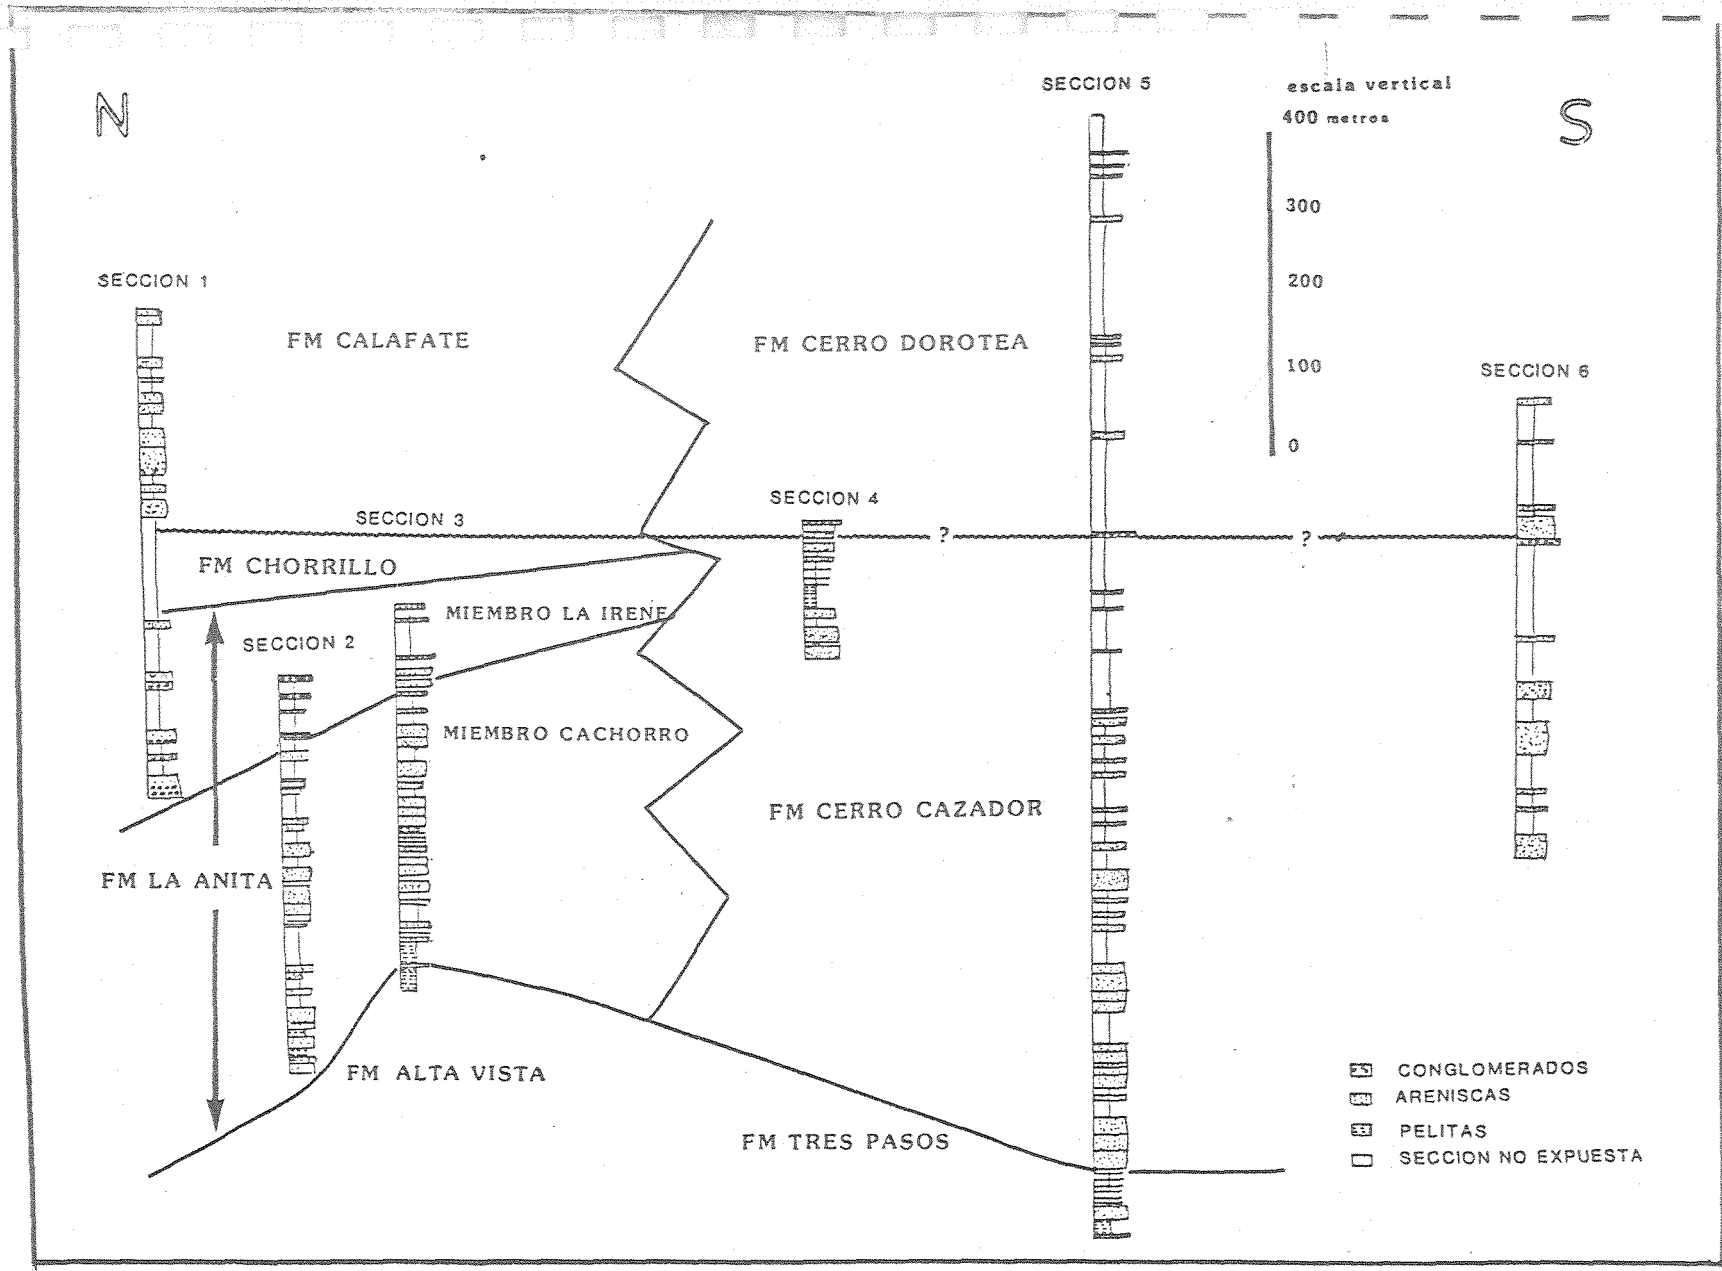 SECCION 5
escala vertical
N
400 metros
S
300
SECCION 1
200
FM CALAFATE
FM CERRO DOROTEA
100
SECCION 6
0
SECCION 4
SECCION 3
?
?
FM CHORRILLO
MIEMBRO LA IRENE
SECCION 2
MIEMBRO CACHORRO
FM CERRO CAZADOR
FM LA ANITA
FM ALTA VISTA
FM TRES PASOS
CONGLOMERADOS
ARENISCAS
PELITAS
SECCION NO EXPUESTA